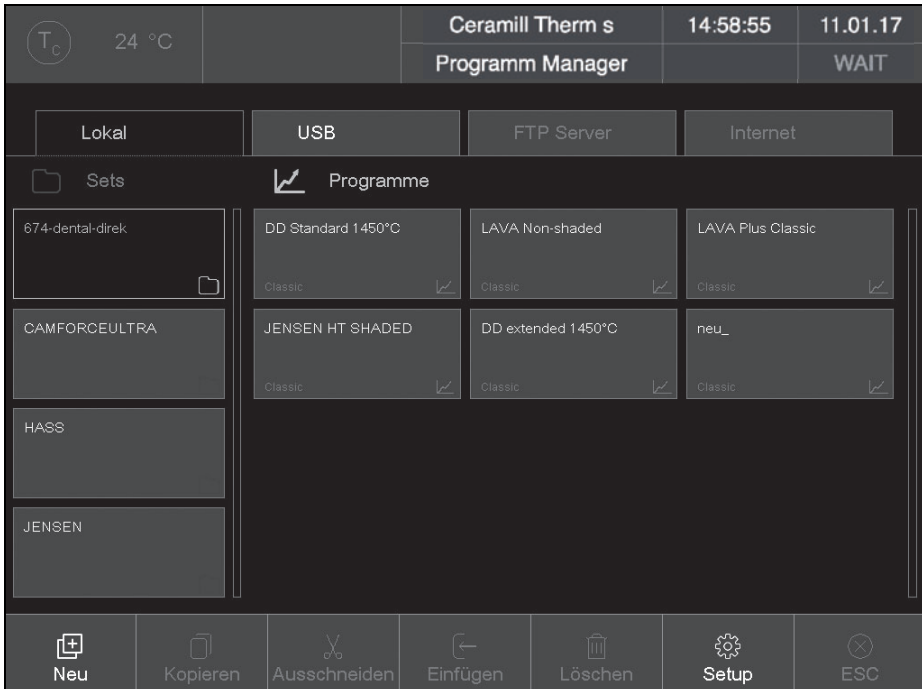 Tc 24 °C
Ceramill Therm s 14:58:55 11.01.17
Programm Manager WAIT
Lokal USB FTP Server Internet
Sets Programme
674-dental-direk
CAMFORCEULTRA
HASS
JENSEN
DD Standard 1450°C
Classic
LAVA Non-shaded
Classic
LAVA Plus Classic
Classic
JENSEN HT SHADED
Classic
DD extended 1450°C
Classic
neu_
Classic
Neu Kopieren Ausschneiden Einfügen Löschen Setup ESC